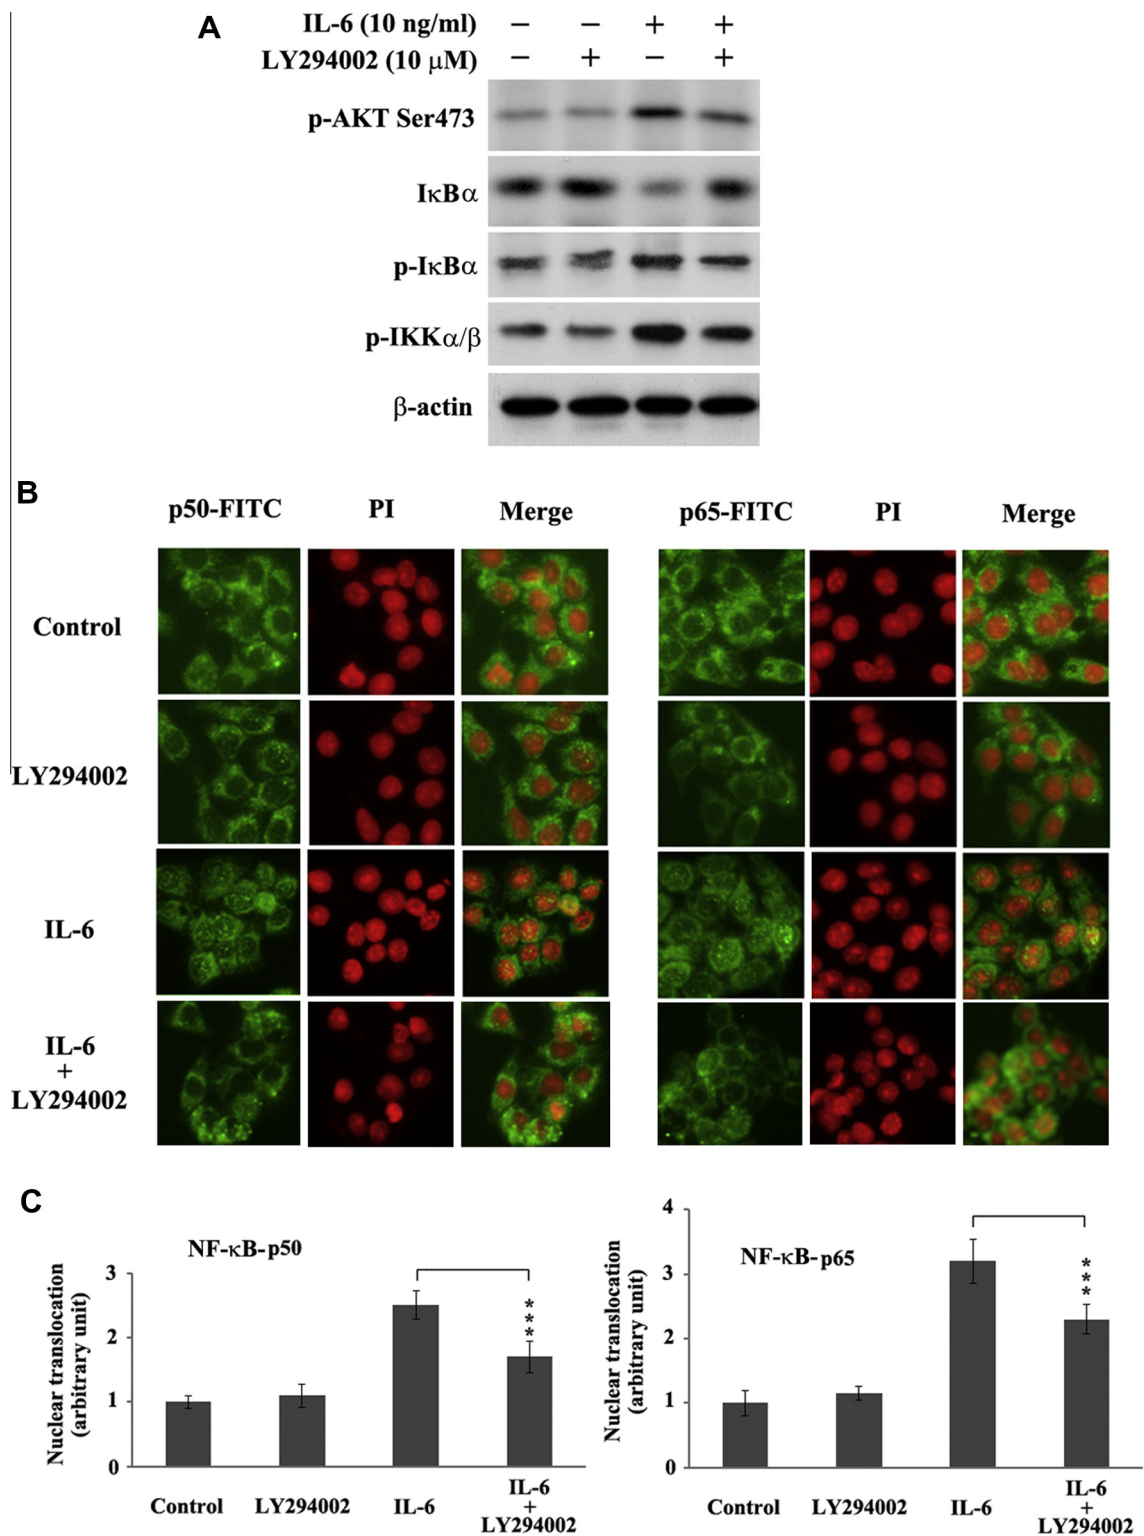 A
IL-6 (10 ng/ml) − − + +
LY294002 (10 μM) − + − +
p-AKT Ser473
IκBα
p-IκBα
p-IKKα/β
β-actin
B
p50-FITC PI Merge p65-FITC PI Merge
Control
LY294002
IL-6
IL-6
+
LY294002
C
NF-κB-p50
Nuclear translocation
(arbitrary unit)
3
2
1
0
***
Control LY294002 IL-6 IL-6
+
LY294002
NF-κB-p65
Nuclear translocation
(arbitrary unit)
4
3
2
1
0
***
Control LY294002 IL-6 IL-6
+
LY294002